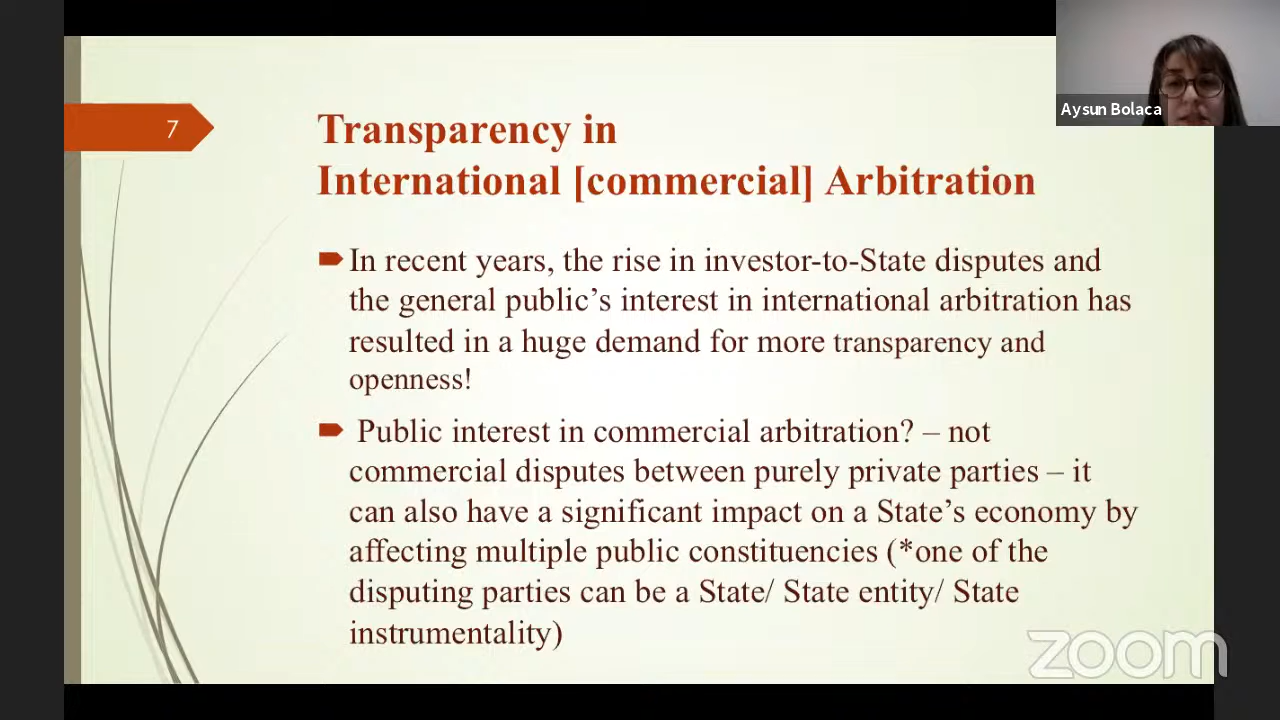 7
Transparency in
International [commercial] Arbitration
In recent years, the rise in investor-to-State disputes and
the general public’s interest in international arbitration has
resulted in a huge demand for more transparency and
openness!
Public interest in commercial arbitration? – not
commercial disputes between purely private parties – it
can also have a significant impact on a State’s economy by
affecting multiple public constituencies (*one of the
disputing parties can be a State/ State entity/ State
instrumentality)
Aysun Bolaca
zoom